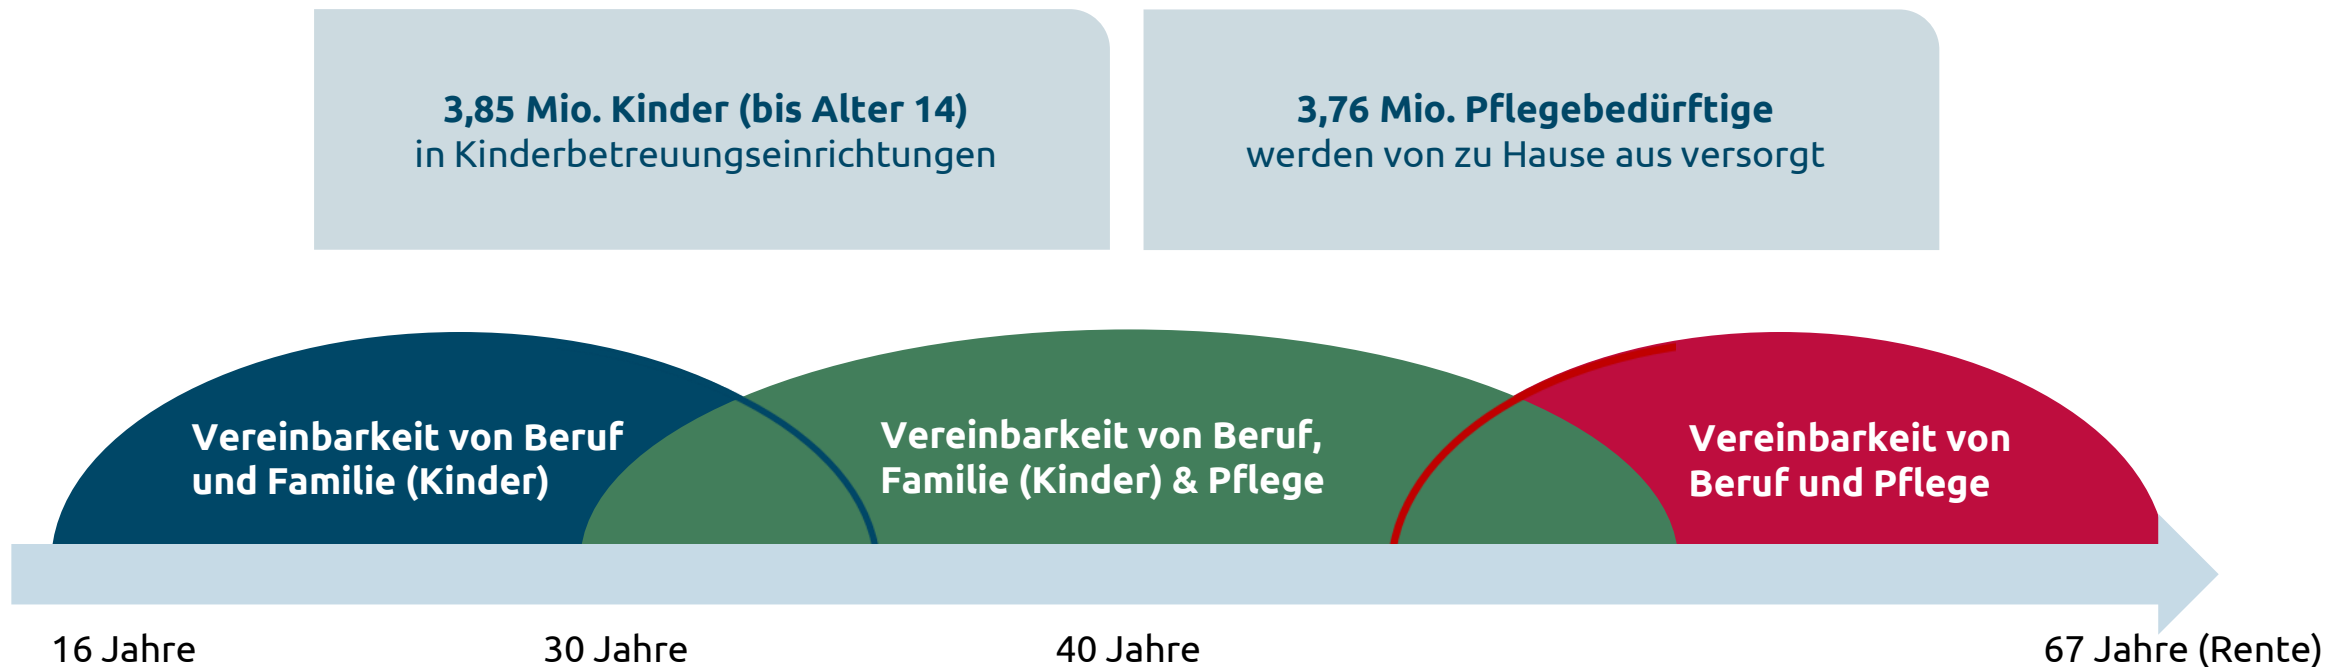 3,85 Mio. Kinder (bis Alter 14)
in Kinderbetreuungseinrichtungen
3,76 Mio. Pflegebedürftige
werden von zu Hause aus versorgt
Vereinbarkeit von Beruf
und Familie (Kinder)
Vereinbarkeit von Beruf,
Familie (Kinder) & Pflege
Vereinbarkeit von
Beruf und Pflege
16 Jahre
30 Jahre
40 Jahre
67 Jahre (Rente)